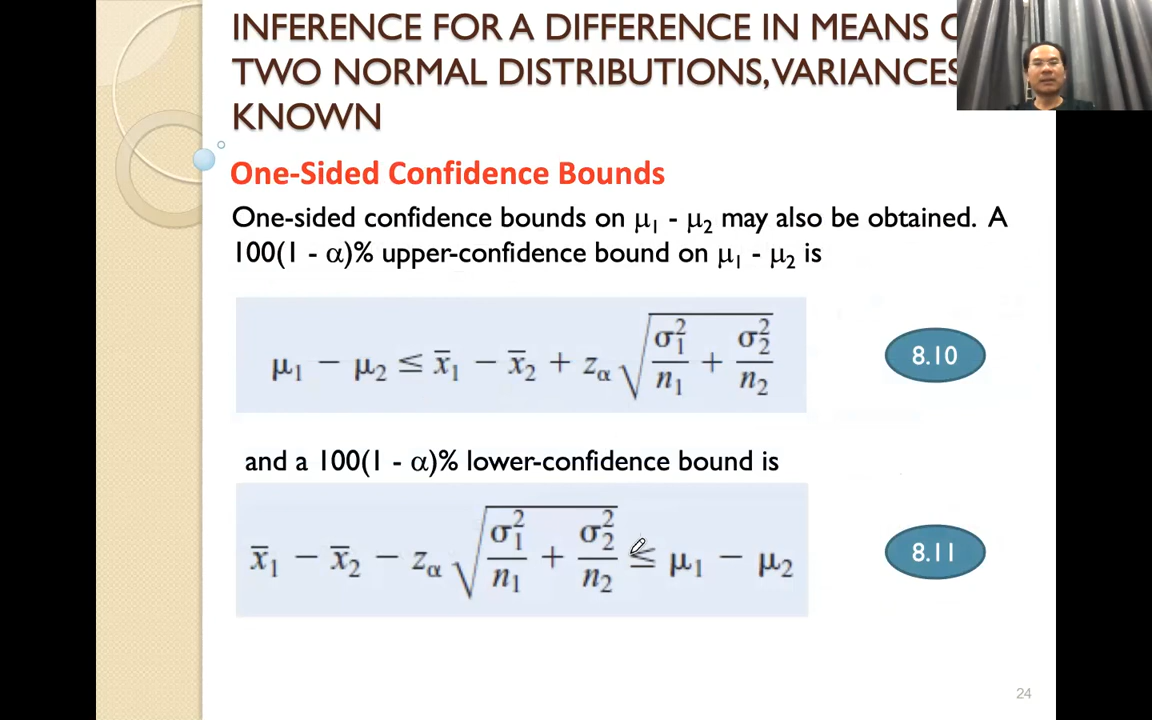 INFERENCE FOR A DIFFERENCE IN MEANS
TWO NORMAL DISTRIBUTIONS, VARIANCES
KNOWN
One-Sided Confidence Bounds
One-sided confidence bounds on μ₁ - μ₂ may also be obtained. A
100(1 - α)% upper-confidence bound on μ₁ - μ₂ is
μ₁ − μ₂ ≤ x̄₁ − x̄₂ + z_α √(σ₁²/n₁ + σ₂²/n₂)
8.10
and a 100(1 - α)% lower-confidence bound is
x̄₁ − x̄₂ − z_α √(σ₁²/n₁ + σ₂²/n₂) ≤ μ₁ − μ₂
8.11
24